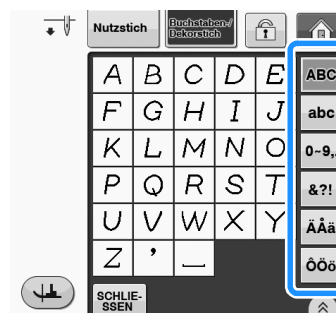 Nutzstich
Buchstaben-/
Dekorstich
A B C D E
ABC
F G H I J
abc
K L M N O
0~9,.
P Q R S T
&?!
U V W X Y
ÄÅä
Z ' _
ÔÖö
SCHLIE-
SSEN